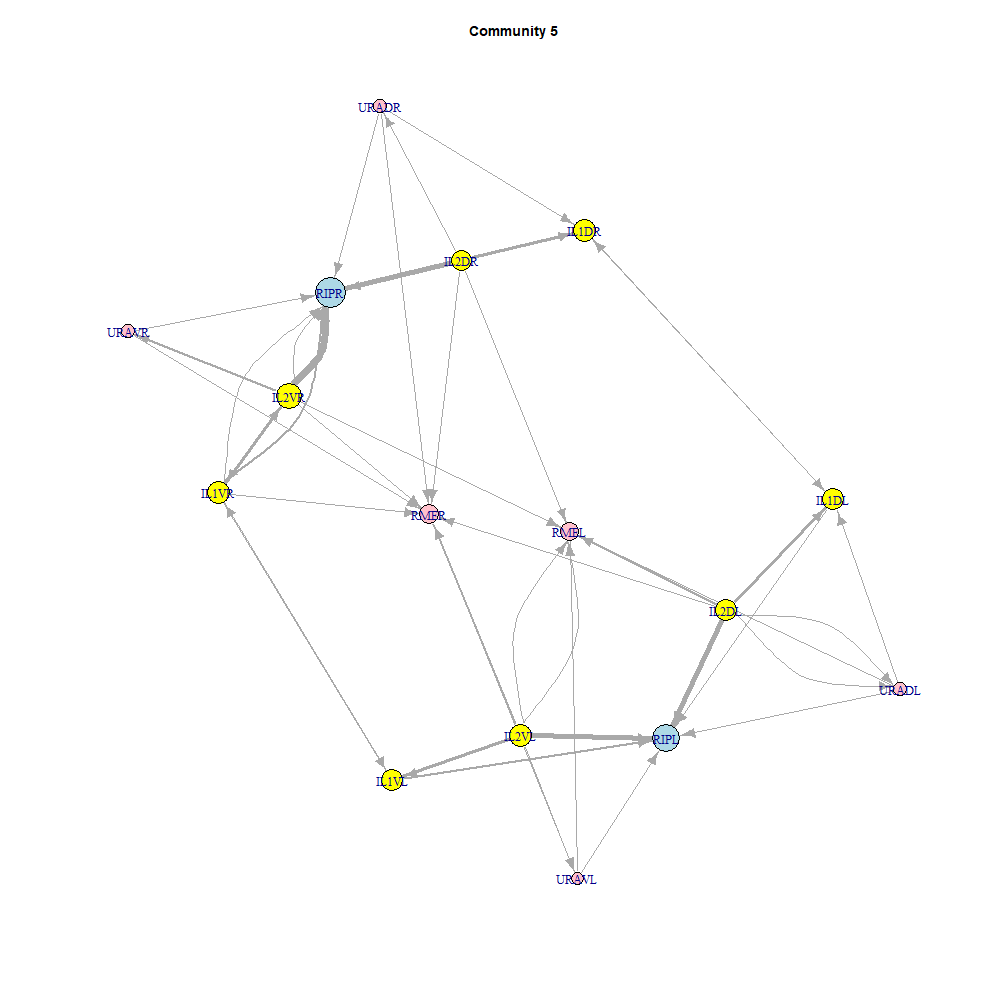 Community 5
URADR
IL1DR
IL2DR
RIPR
URAVR
IL2VR
IL1VR
IL1DL
RMER
RMEL
IL2DL
URADL
IL2VL
RIPL
IL1VL
URAVL